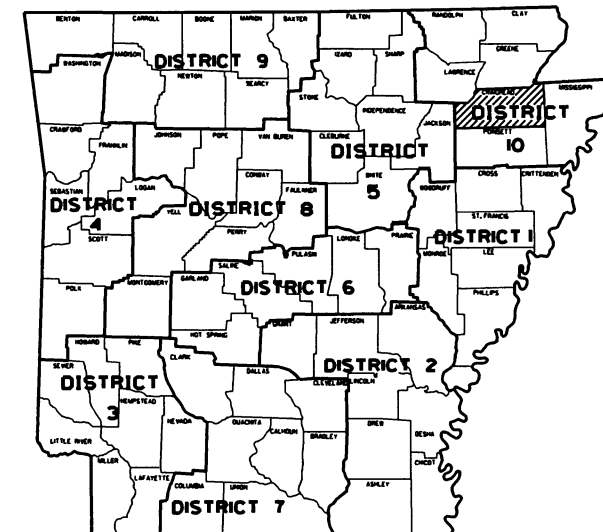 BENTON CARROLL BOONE MARION BAXTER FULTON RANDOLPH CLAY
WASHINGTON MADISON DISTRICT 9 IZARD SHARP GREENE
NEWTON SEARCY STONE LAWRENCE
INDEPENDENCE JACKSON CRAIGHEAD MISSISSIPPI
DISTRICT 10
POINSETT
CRAWFORD FRANKLIN JOHNSON POPE VAN BUREN CLEBURNE
DISTRICT 5
WHITE
CROSS CRITTENDEN
SEBASTIAN LOGAN CONWAY FAULKNER WOODRUFF
DISTRICT 4
YELL DISTRICT 8
ST. FRANCIS
SCOTT PERRY PULASKI LONOKE PRAIRIE MONROE DISTRICT 1
LEE
POLK MONTGOMERY GARLAND SALINE DISTRICT 6
PHILLIPS
HOT SPRING GRANT JEFFERSON ARKANSAS
HOWARD PIKE CLARK DALLAS DISTRICT 2
SEVIER CLEVELAND LINCOLN
DISTRICT 3
HEMPSTEAD
NEVADA OUACHITA CALHOUN BRADLEY DREW DESHA
LITTLE RIVER MILLER LAFAYETTE COLUMBIA UNION ASHLEY CHICOT
DISTRICT 7